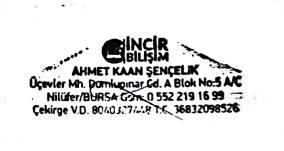 İNCİR
BİLİŞİM
AHMET KAAN ŞENÇELİK
Üçevler Mh. Dumlupınar Cd. A Blok No:5 A/C
Nilüfer/BURSA Gsm: 0 552 219 16 99
Çekirge V.D. T.C. 36832098526